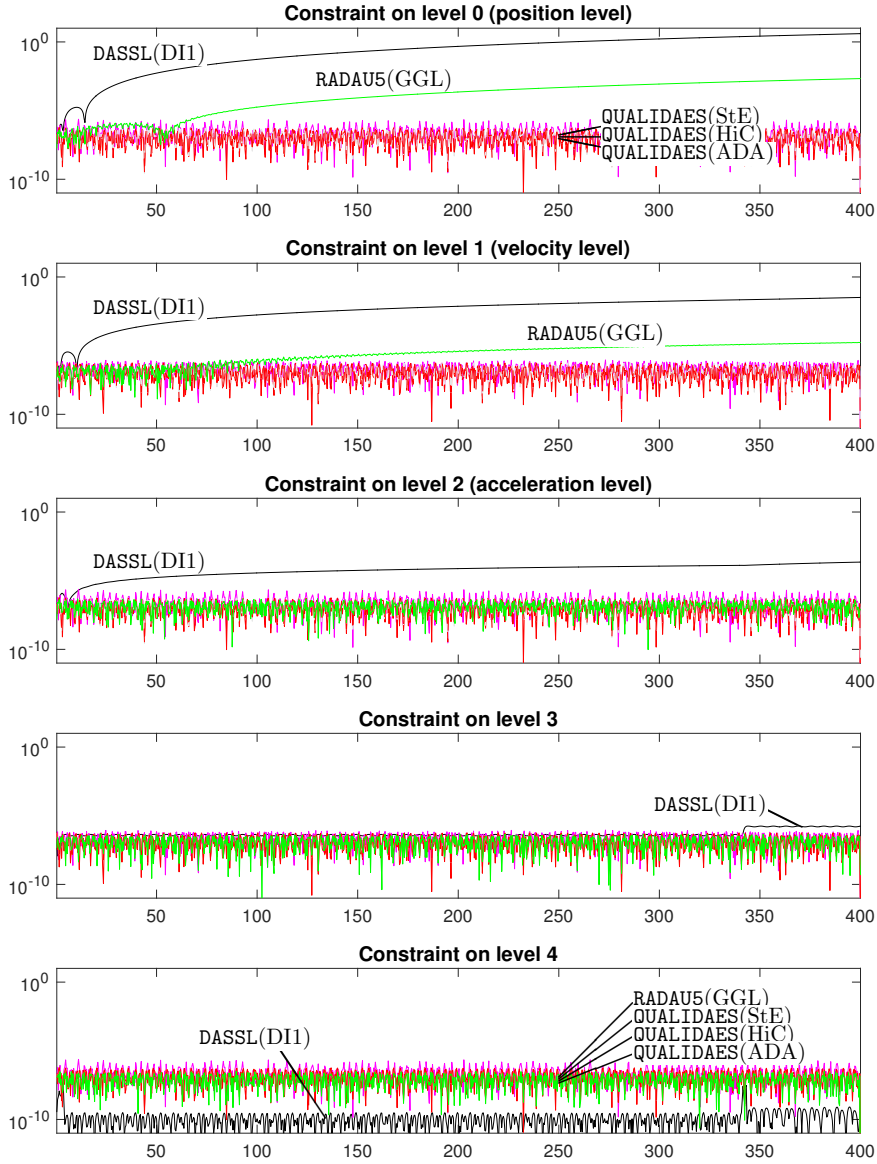 Constraint on level 0 (position level)
10^0
DASSL(DI1)
RADAU5(GGL)
QUALIDAES(StE)
QUALIDAES(HiC)
QUALIDAES(ADA)
10^-10
50 100 150 200 250 300 350 400
Constraint on level 1 (velocity level)
10^0
DASSL(DI1)
RADAU5(GGL)
10^-10
50 100 150 200 250 300 350 400
Constraint on level 2 (acceleration level)
10^0
DASSL(DI1)
10^-10
50 100 150 200 250 300 350 400
Constraint on level 3
10^0
DASSL(DI1)
10^-10
50 100 150 200 250 300 350 400
Constraint on level 4
10^0
RADAU5(GGL)
QUALIDAES(StE)
DASSL(DI1)
QUALIDAES(HiC)
QUALIDAES(ADA)
10^-10
50 100 150 200 250 300 350 400